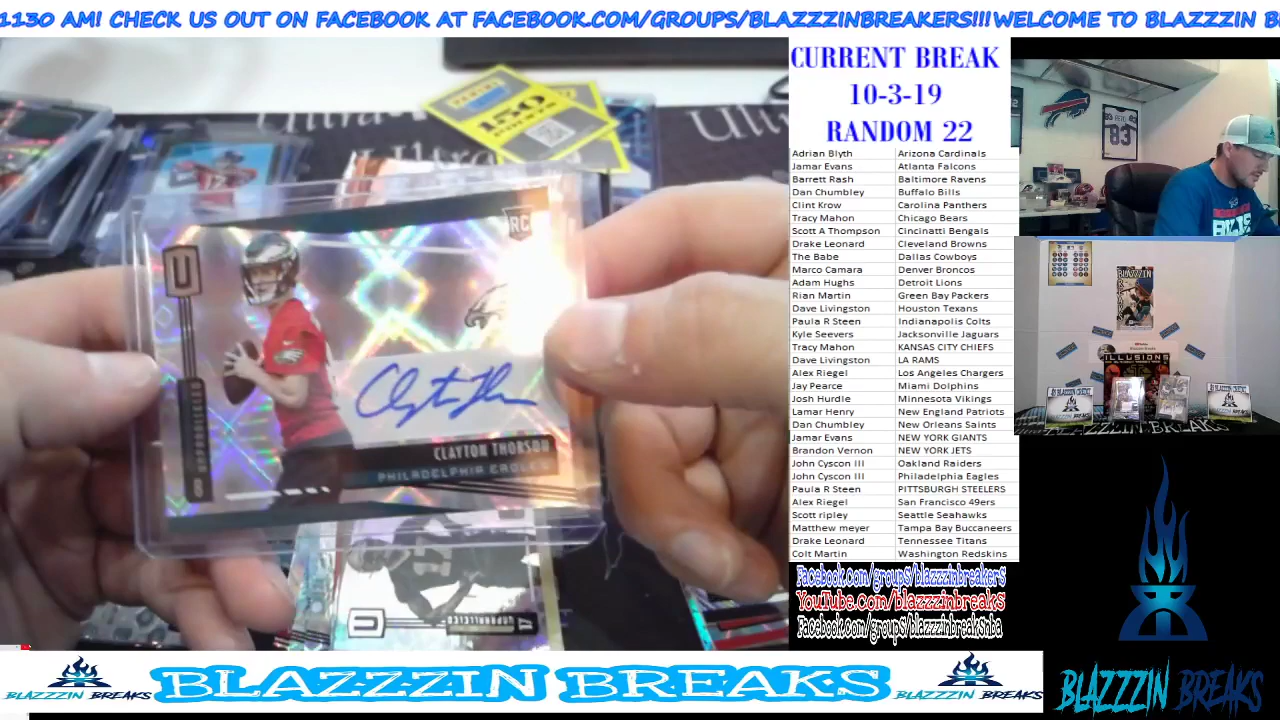 1130 AM! CHECK US OUT ON FACEBOOK AT FACEBOOK.COM/GROUPS/BLAZZZINBREAKERS!!! WELCOME TO BLAZZZIN B
CURRENT BREAK
10-3-19
RANDOM 22
Adrian Blyth Arizona Cardinals
Jamar Evans Atlanta Falcons
Barrett Rash Baltimore Ravens
Dan Chumbley Buffalo Bills
Clint Krow Carolina Panthers
Tracy Mahon Chicago Bears
Scott A Thompson Cincinatti Bengals
Drake Leonard Cleveland Browns
The Babe Dallas Cowboys
Marco Camara Denver Broncos
Adam Hughs Detroit Lions
Rian Martin Green Bay Packers
Dave Livingston Houston Texans
Paula R Steen Indianapolis Colts
Kyle Seevers Jacksonville Jaguars
Tracy Mahon KANSAS CITY CHIEFS
Dave Livingston LA RAMS
Alex Riegel Los Angeles Chargers
Jay Pearce Miami Dolphins
Josh Hurdle Minnesota Vikings
Lamar Henry New England Patriots
Dan Chumbley New Orleans Saints
Jamar Evans NEW YORK GIANTS
Brandon Vernon NEW YORK JETS
John Cyscon III Oakland Raiders
John Cyscon III Philadelphia Eagles
Paula R Steen PITTSBURGH STEELERS
Alex Riegel San Francisco 49ers
Scott ripley Seattle Seahawks
Matthew meyer Tampa Bay Buccaneers
Drake Leonard Tennessee Titans
Colt Martin Washington Redskins
Facebook.com/groups/blazzzinbreakers
YouTube.com/blazzzinbreaks
Facebook.com/groups/blazzzinbreaksnba
PANINI
150
POINTS
RC
U
UNPARALLELED
CLAYTON THORSON
PHILADELPHIA EAGLES
U
83
BLAZZZIN
ILLUSIONS
BLAZZZIN BREAKS
BLAZZZIN BREAKS
BLAZZZIN BREAKS
BLAZZZIN BREAKS
BLAZZZIN BREAKS